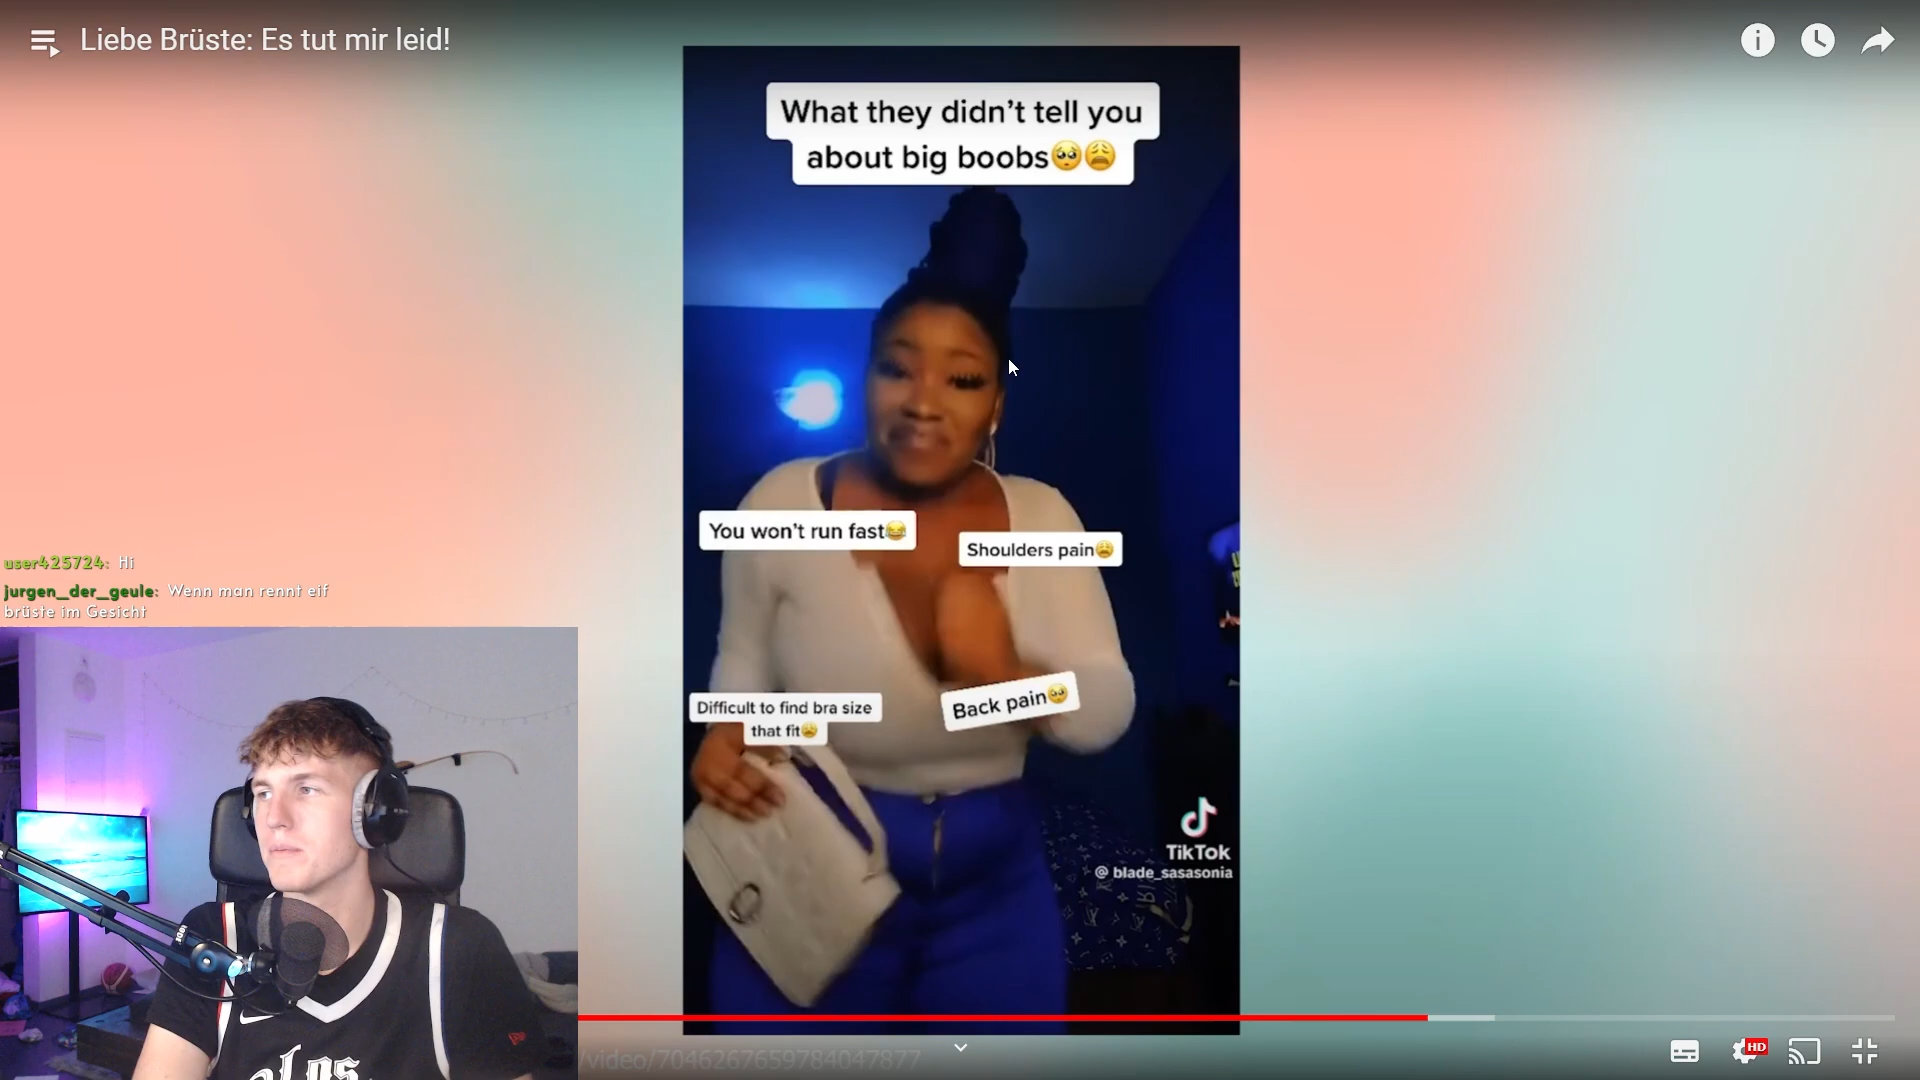 Liebe Brüste: Es tut mir leid!
What they didn't tell you
about big boobs🥺😩
You won't run fast😂
Shoulders pain😩
user425724: Hi
jurgen_der_geule: Wenn man rennt eif
brüste im Gesicht
Difficult to find bra size
that fit😩
Back pain🥺
TikTok
@ blade_sasasonia
/video/7046267659784047877
HD